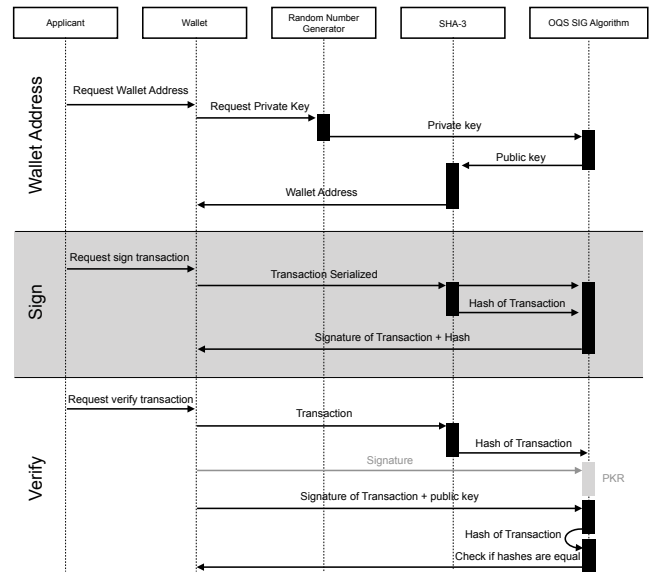 Applicant
Wallet
Random Number
Generator
SHA-3
OQS SIG Algorithm
Wallet Address
Request Wallet Address
Request Private Key
Private key
Public key
Wallet Address
Sign
Request sign transaction
Transaction Serialized
Hash of Transaction
Signature of Transaction + Hash
Verify
Request verify transaction
Transaction
Hash of Transaction
Signature
PKR
Signature of Transaction + public key
Hash of Transaction
Check if hashes are equal